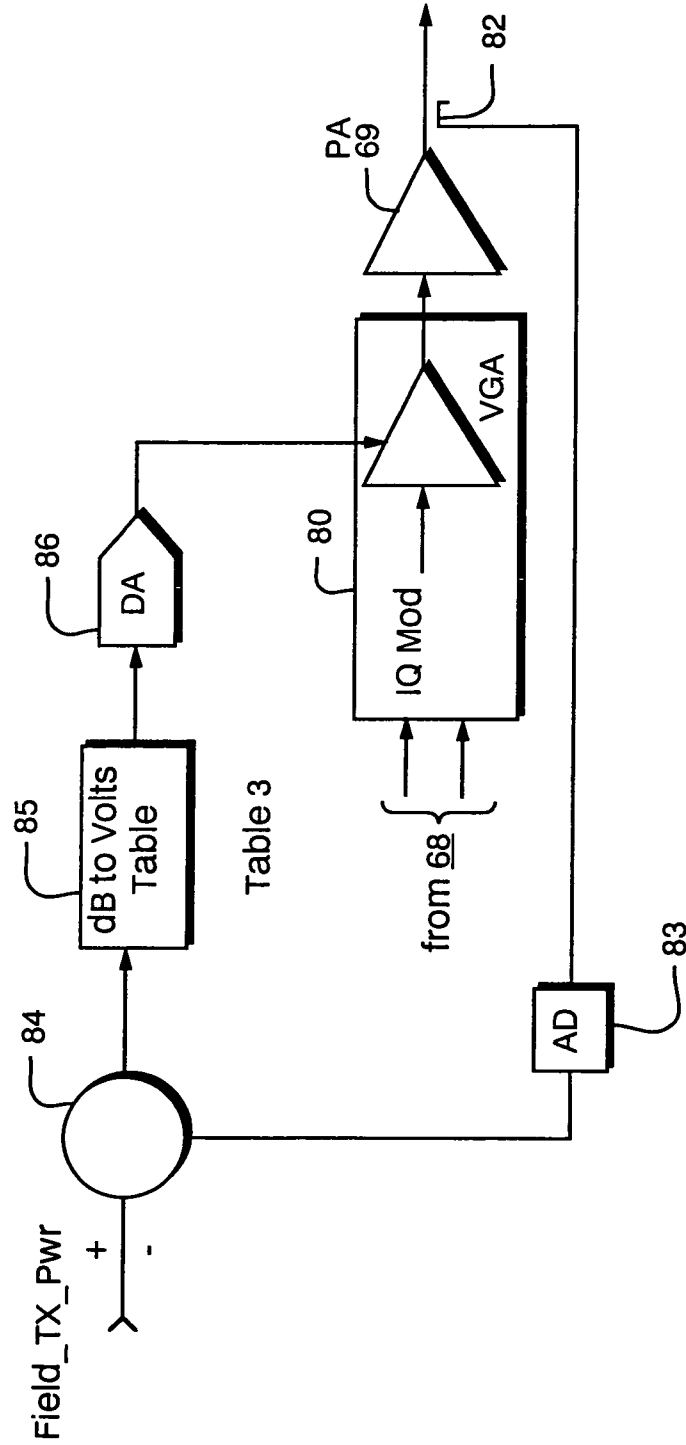 Field_TX_Pwr
+
-
84
85
dB to Volts
Table
Table 3
86
DA
80
IQ Mod
VGA
from 68
PA
69
82
AD
83